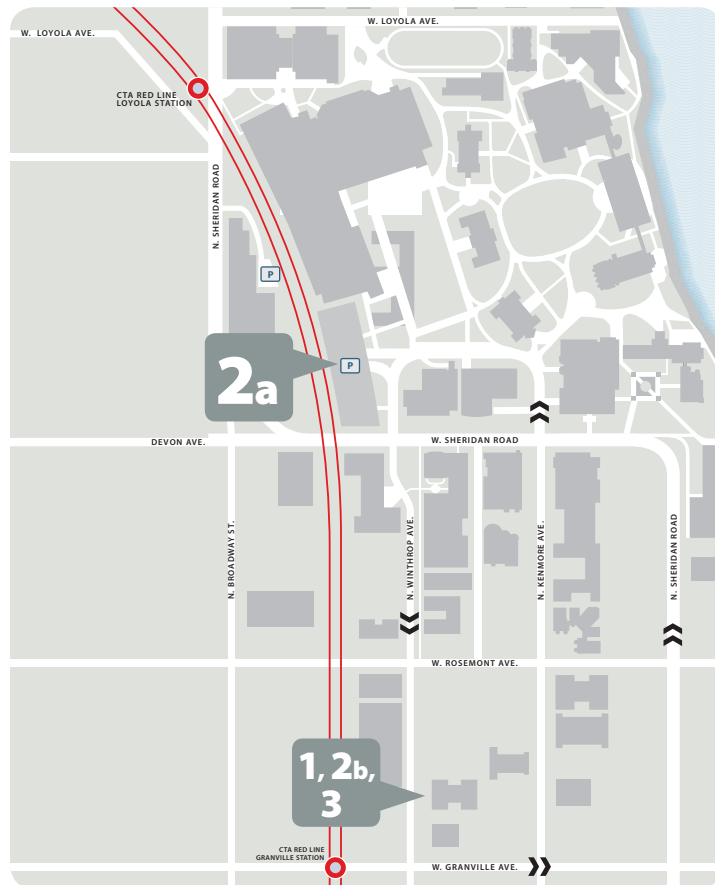 W. LOYOLA AVE.
W. LOYOLA AVE.
CTA RED LINE
LOYOLA STATION
N. SHERIDAN ROAD
P
2a
P
DEVON AVE.
W. SHERIDAN ROAD
N. BROADWAY ST.
N. WINTHROP AVE.
N. KENMORE AVE.
N. SHERIDAN ROAD
W. ROSEMONT AVE.
1, 2b,
3
CTA RED LINE
GRANVILLE STATION
W. GRANVILLE AVE.